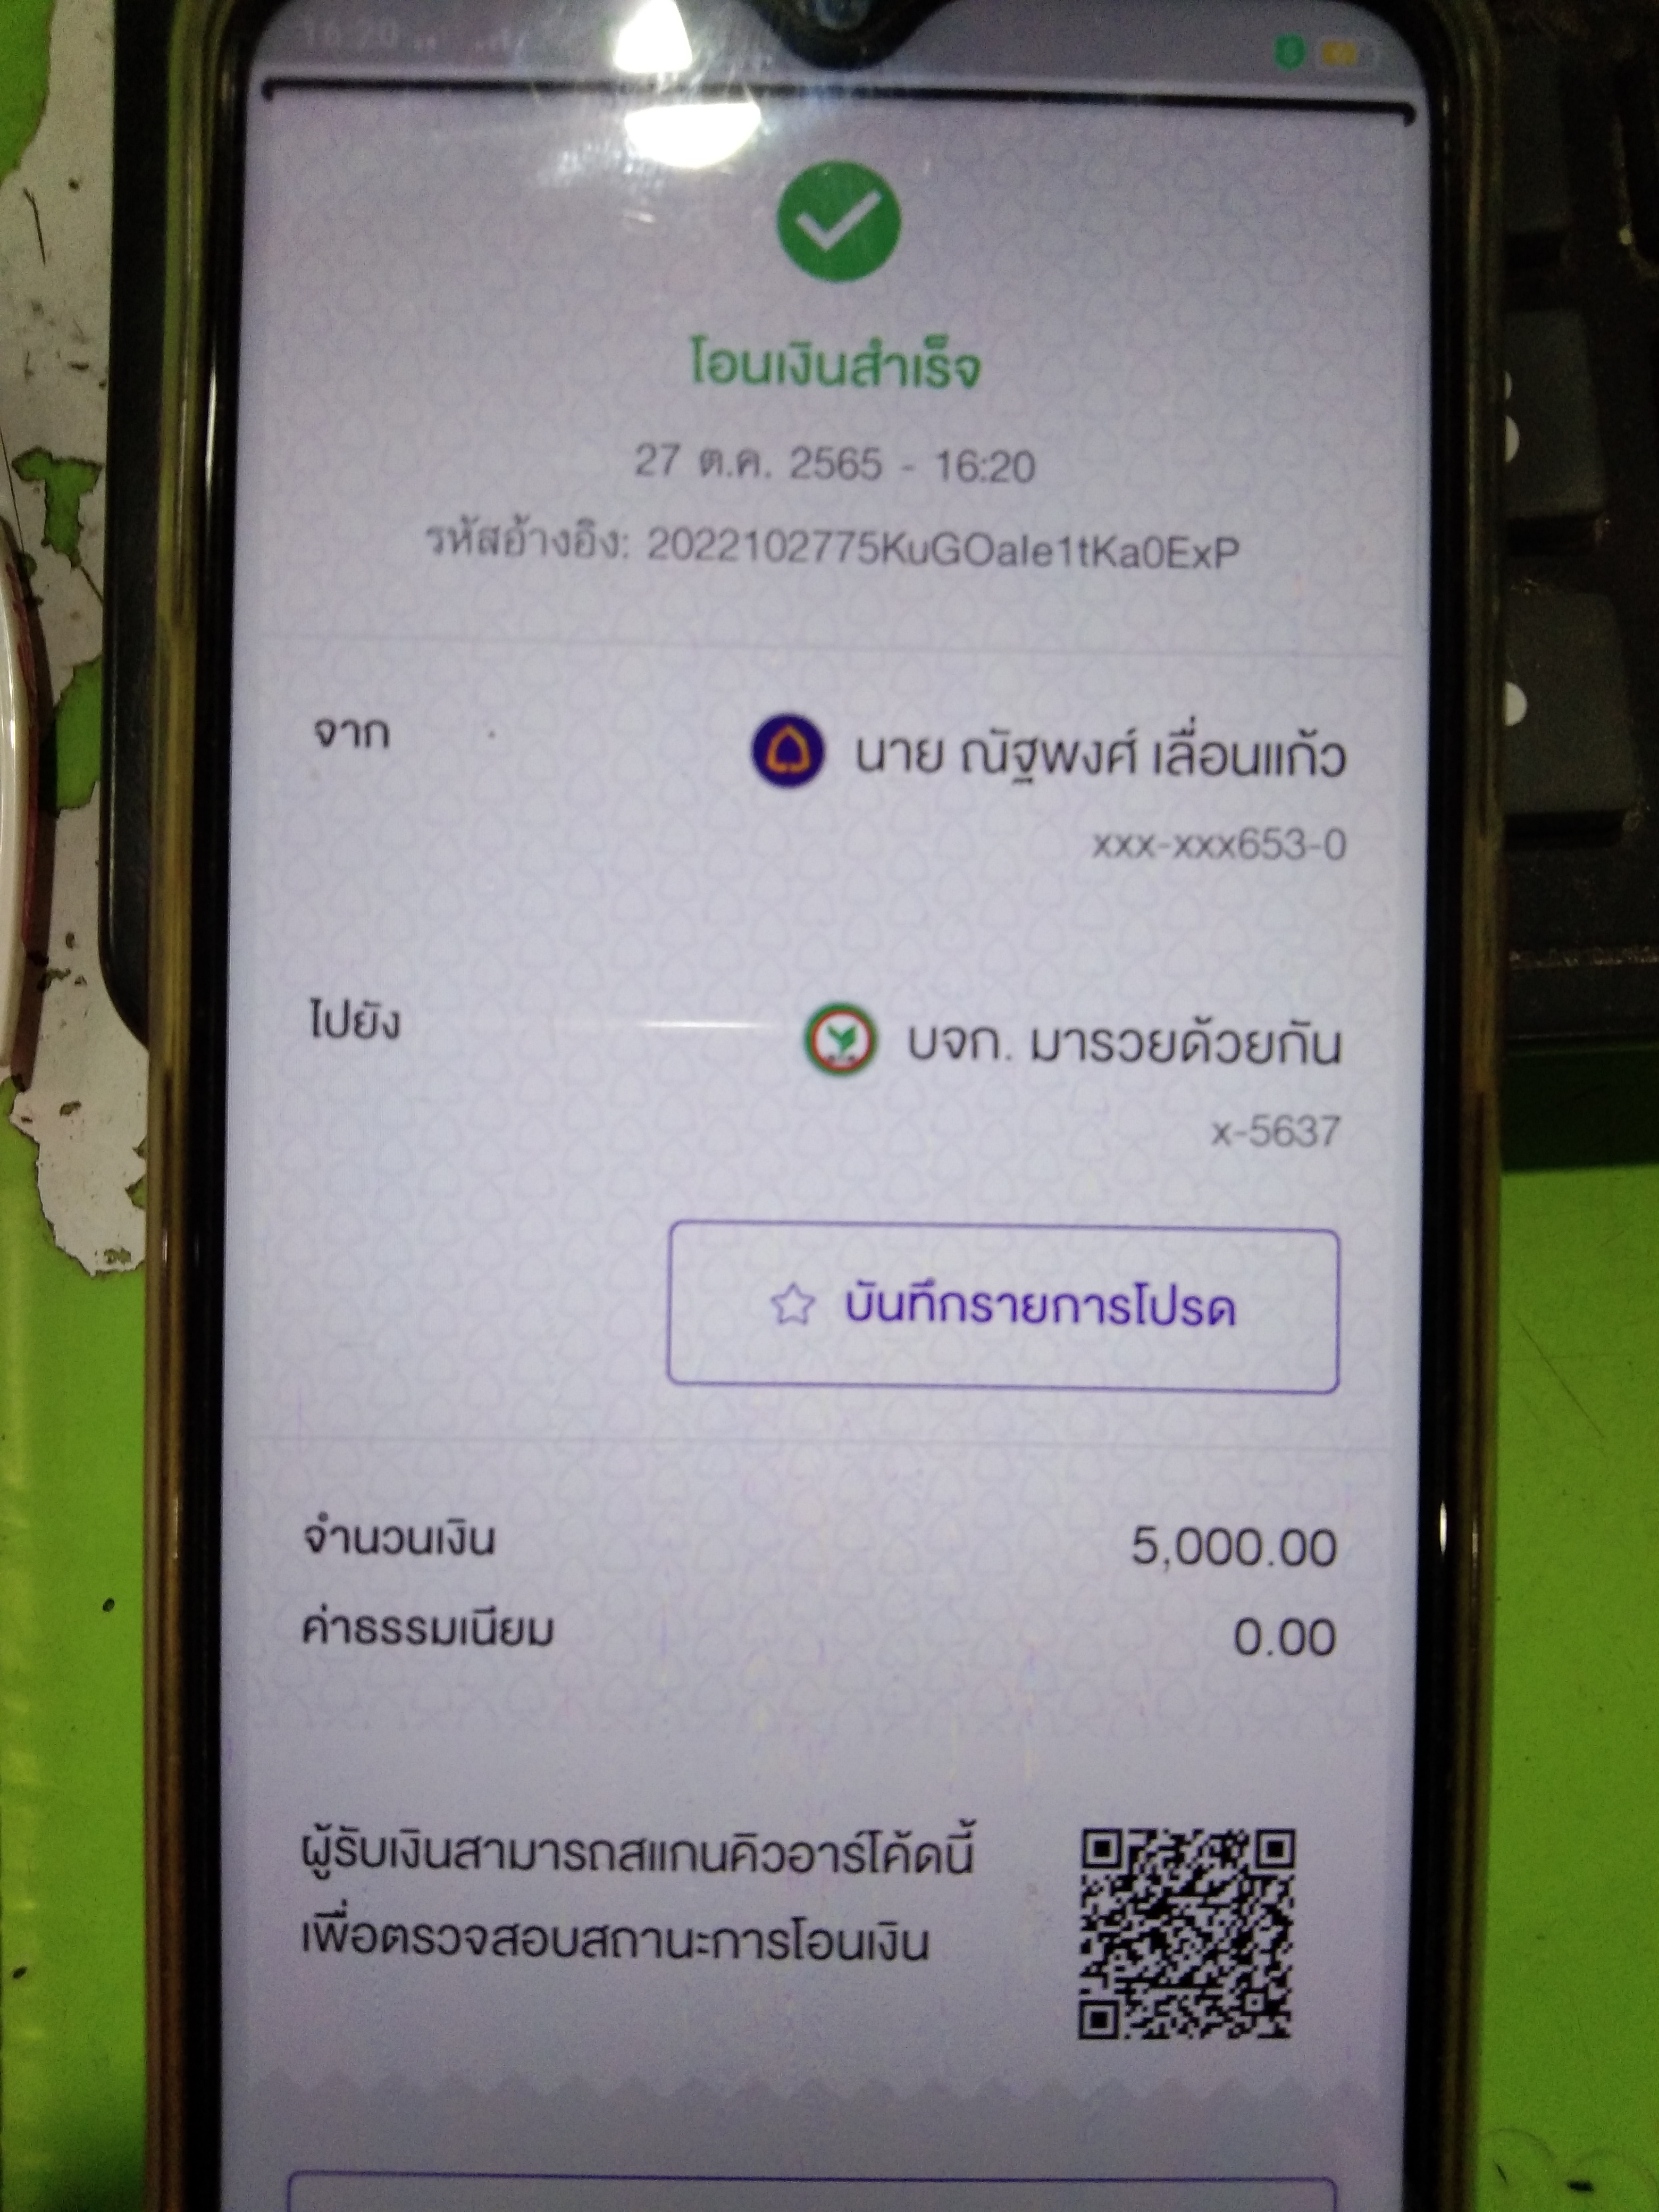 16:20
โอนเงินสำเร็จ
27 ต.ค. 2565 - 16:20
รหัสอ้างอิง: 2022102775KuGOaIe1tKa0ExP
จาก
นาย ณัฐพงศ์ เลื่อนแก้ว
xxx-xxx653-0
ไปยัง
บจก. มารวยด้วยกัน
x-5637
บันทึกรายการโปรด
จำนวนเงิน 5,000.00
ค่าธรรมเนียม 0.00
ผู้รับเงินสามารถสแกนคิวอาร์โค้ดนี้
เพื่อตรวจสอบสถานะการโอนเงิน